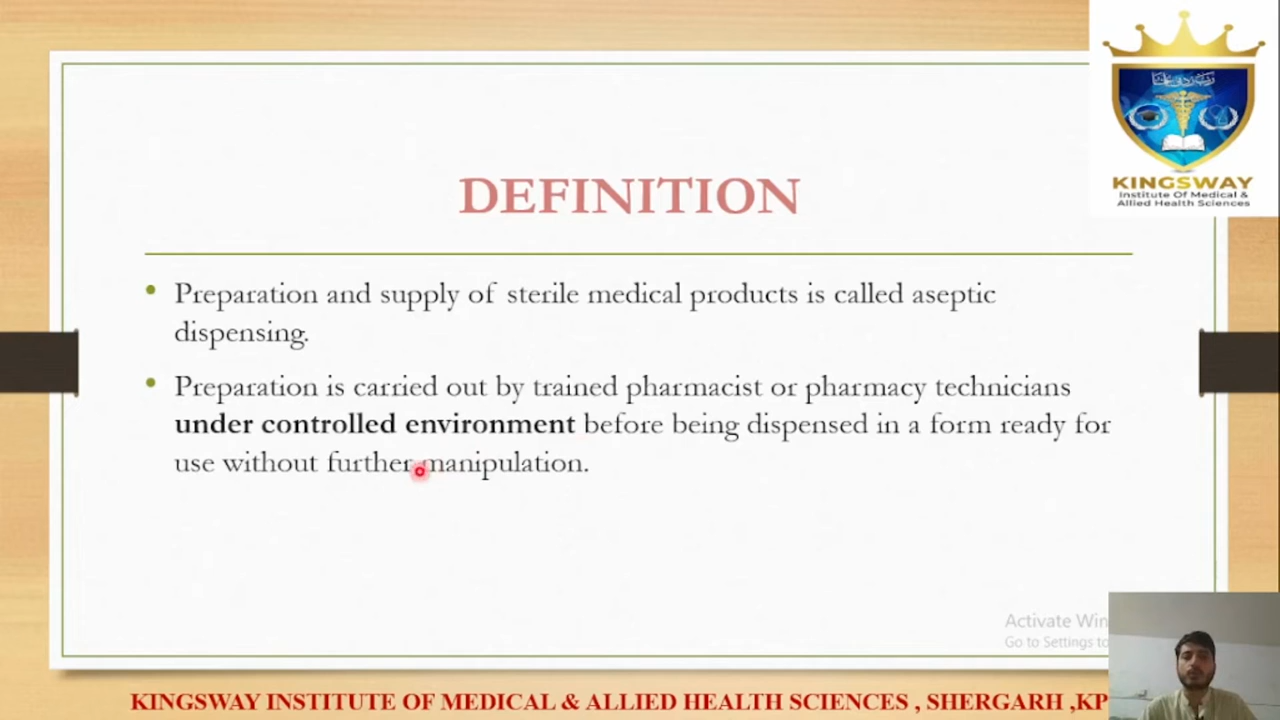 DEFINITION
• Preparation and supply of sterile medical products is called aseptic
dispensing.
• Preparation is carried out by trained pharmacist or pharmacy technicians
under controlled environment before being dispensed in a form ready for
use without further manipulation.
KINGSWAY
Institute Of Medical &
Allied Health Sciences
Activate Win
Go to Settings to
KINGSWAY INSTITUTE OF MEDICAL & ALLIED HEALTH SCIENCES , SHERGARH ,KP